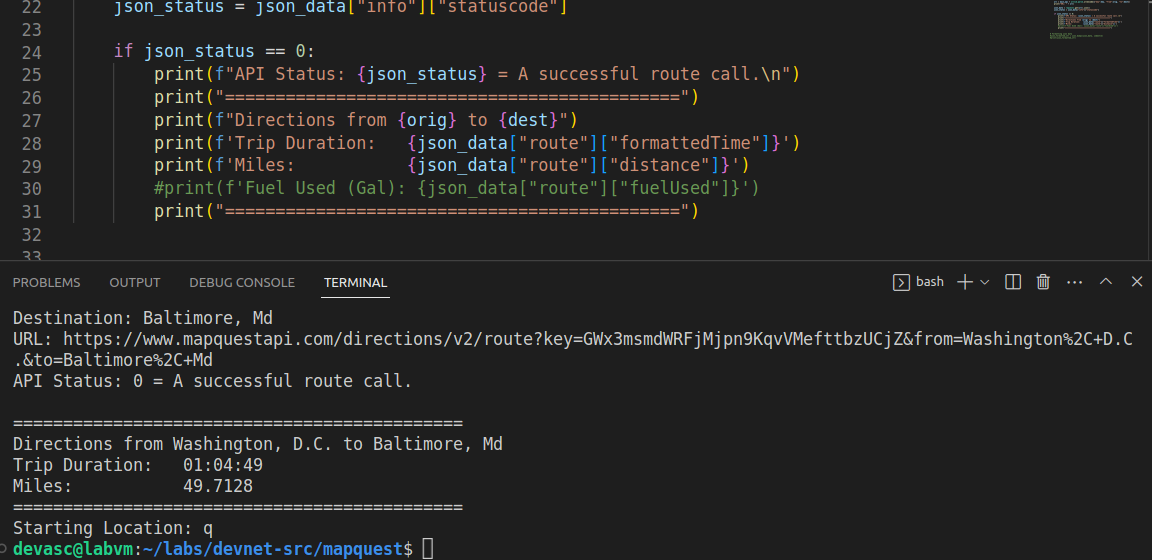 22 json_status = json_data["info"]["statuscode"]
23
24 if json_status == 0:
25 print(f"API Status: {json_status} = A successful route call.\n")
26 print("=============================================")
27 print(f"Directions from {orig} to {dest}")
28 print(f'Trip Duration:   {json_data["route"]["formattedTime"]}')
29 print(f'Miles:           {json_data["route"]["distance"]}')
30 #print(f'Fuel Used (Gal): {json_data["route"]["fuelUsed"]}')
31 print("=============================================")
32
33
PROBLEMS OUTPUT DEBUG CONSOLE TERMINAL bash
Destination: Baltimore, Md
URL: https://www.mapquestapi.com/directions/v2/route?key=GWx3msmdWRFjMjpn9KqvVMefttbzUCjZ&from=Washington%2C+D.C
.&to=Baltimore%2C+Md
API Status: 0 = A successful route call.
=============================================
Directions from Washington, D.C. to Baltimore, Md
Trip Duration:   01:04:49
Miles:           49.7128
=============================================
Starting Location: q
devasc@labvm:~/labs/devnet-src/mapquest$